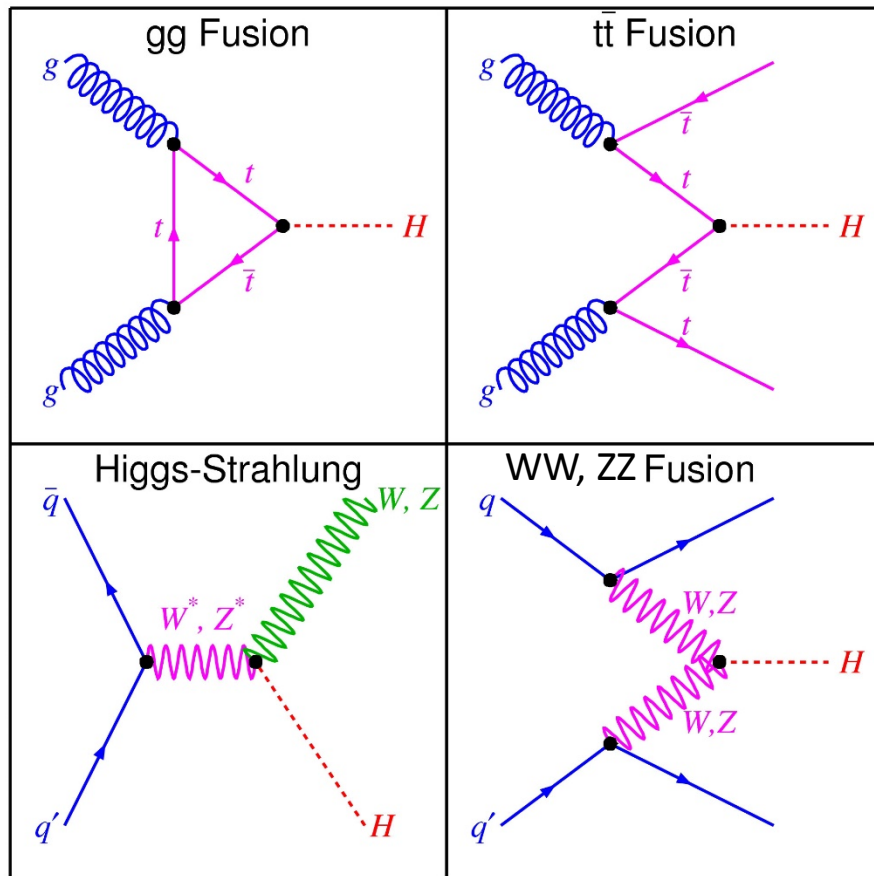 gg Fusion
g
t
t
t̄
H
g
tt̄ Fusion
g
t̄
t
H
t̄
t
g
Higgs-Strahlung
q̄
W, Z
W*, Z*
q′
H
WW, ZZ Fusion
q
W,Z
H
W,Z
q′